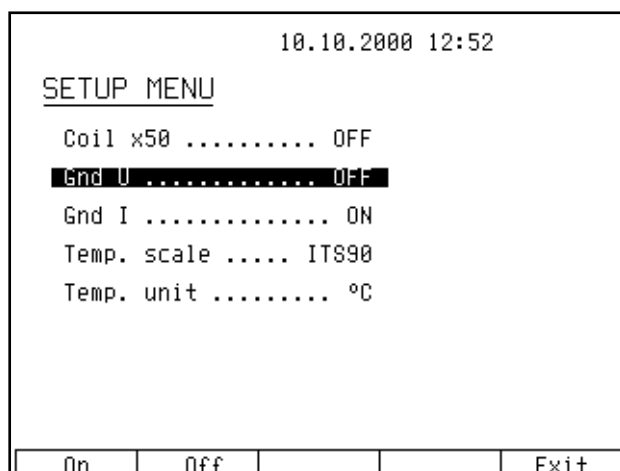 10.10.2000 12:52
SETUP MENU
Coil x50 .......... OFF
Gnd U .............. OFF
Gnd I .............. ON
Temp. scale ..... ITS90
Temp. unit ......... ºC
On Off Exit